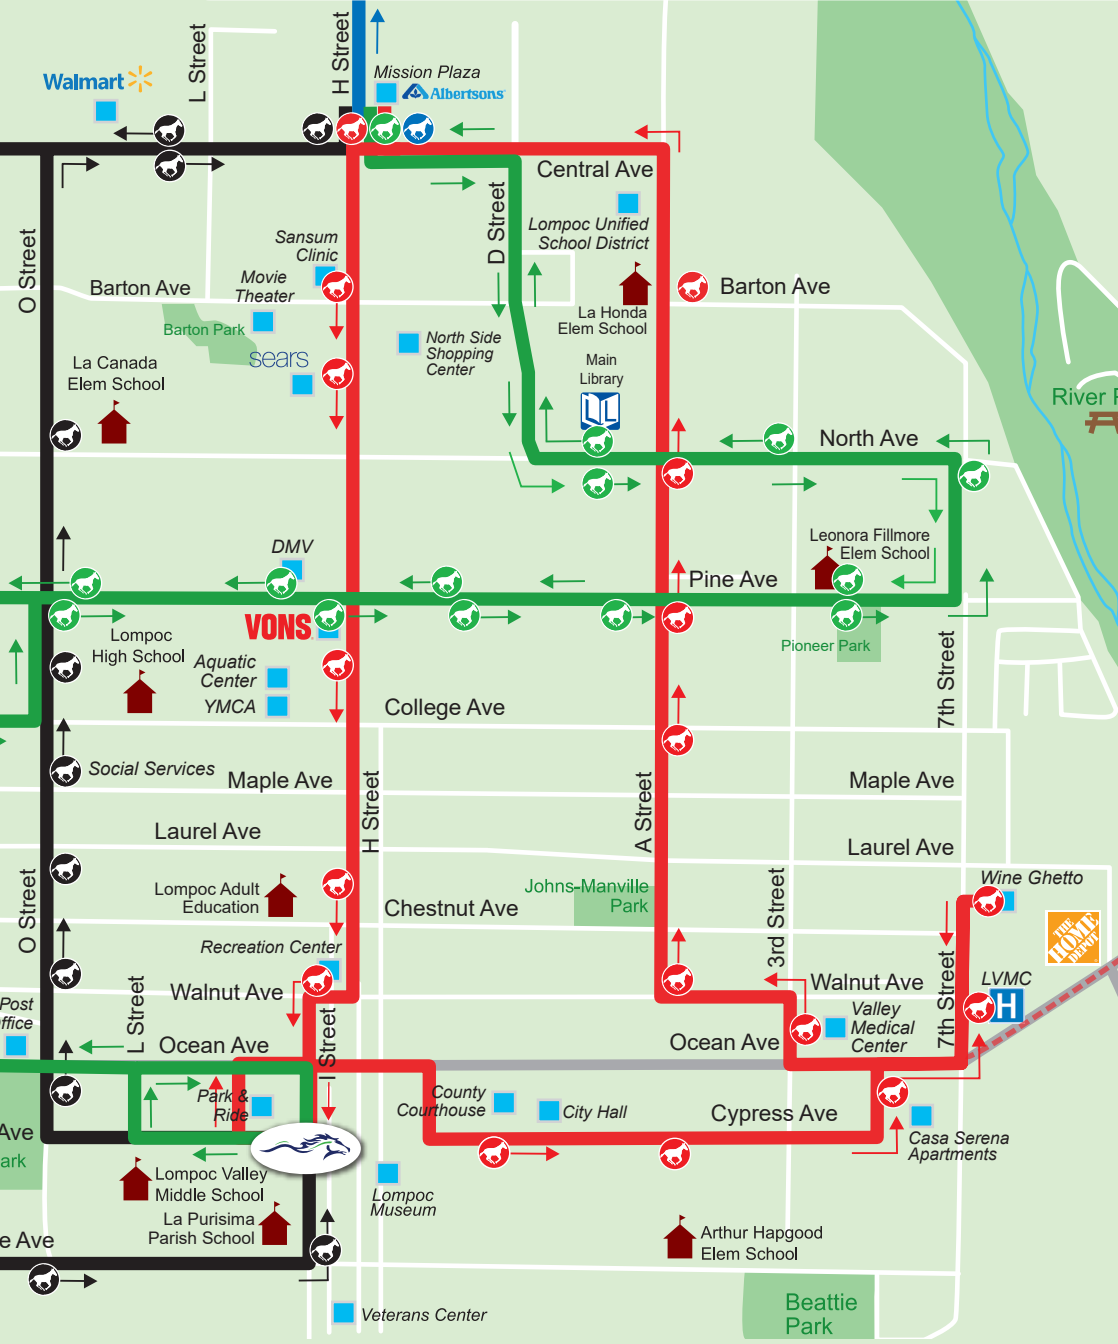 L Street
H Street
Mission Plaza
Albertsons
Walmart
Central Ave
D Street
Lompoc Unified
School District
Sansum
Clinic
O Street
Movie
Theater
Barton Ave
Barton Ave
La Honda
Elem School
Barton Park
sears
North Side
Shopping
Center
Main
Library
La Canada
Elem School
River
North Ave
DMV
Leonora Fillmore
Elem School
Pine Ave
VONS
Lompoc
High School
Pioneer Park
Aquatic
Center
YMCA
College Ave
7th Street
Social Services
Maple Ave
H Street
A Street
Maple Ave
Laurel Ave
Laurel Ave
Lompoc Adult
Education
Johns-Manville
Park
Wine Ghetto
O Street
Chestnut Ave
3rd Street
THE
HOME
DEPOT
Recreation Center
7th Street
LVMC
H
Walnut Ave
Walnut Ave
Post
ffice
L Street
I Street
Valley
Medical
Center
Ocean Ave
Ocean Ave
Park &
Ride
County
Courthouse
City Hall
Cypress Ave
Casa Serena
Apartments
Ave
ark
Lompoc Valley
Middle School
Lompoc
Museum
La Purisima
Parish School
e Ave
Arthur Hapgood
Elem School
Veterans Center
Beattie
Park